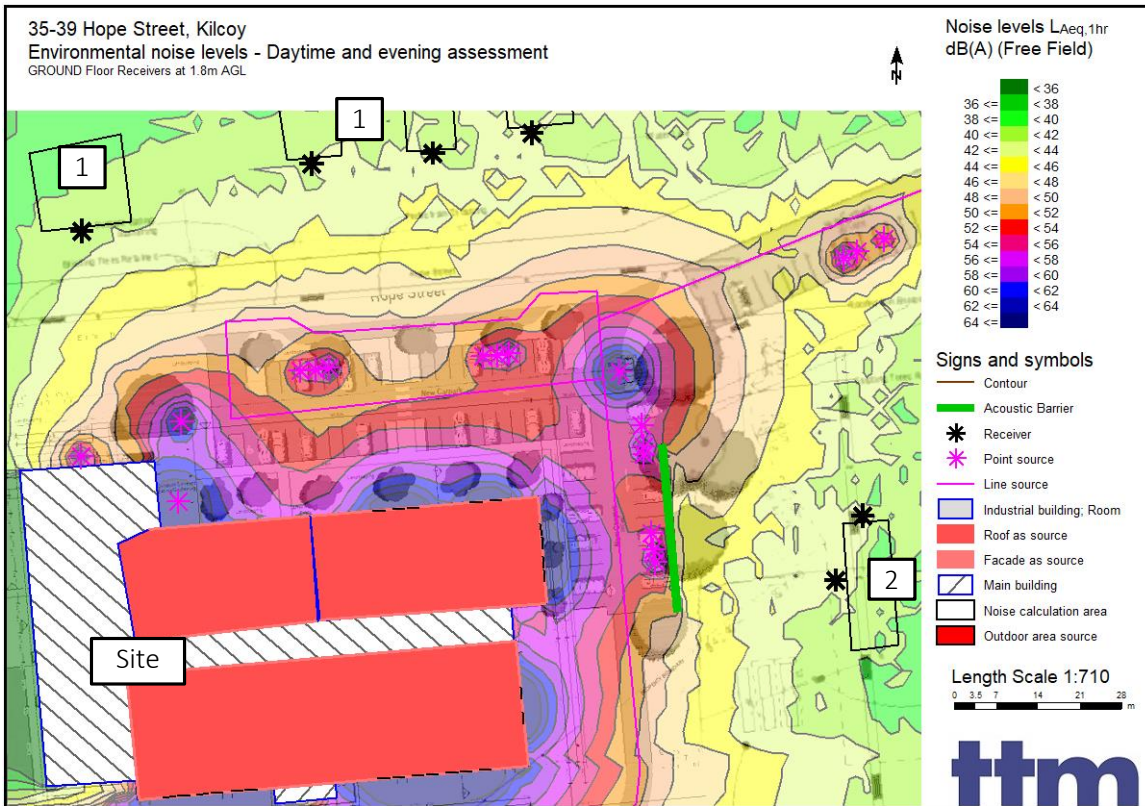 35-39 Hope Street, Kilcoy
Environmental noise levels - Daytime and evening assessment
GROUND Floor Receivers at 1.8m AGL
N
1
1
Hope Street
2
Site
Noise levels LAeq,1hr
dB(A) (Free Field)
< 36
36 <= < 38
38 <= < 40
40 <= < 42
42 <= < 44
44 <= < 46
46 <= < 48
48 <= < 50
50 <= < 52
52 <= < 54
54 <= < 56
56 <= < 58
58 <= < 60
60 <= < 62
62 <= < 64
64 <=
Signs and symbols
Contour
Acoustic Barrier
Receiver
Point source
Line source
Industrial building; Room
Roof as source
Facade as source
Main building
Noise calculation area
Outdoor area source
Length Scale 1:710
0 3.5 7 14 21 28
m
ttm